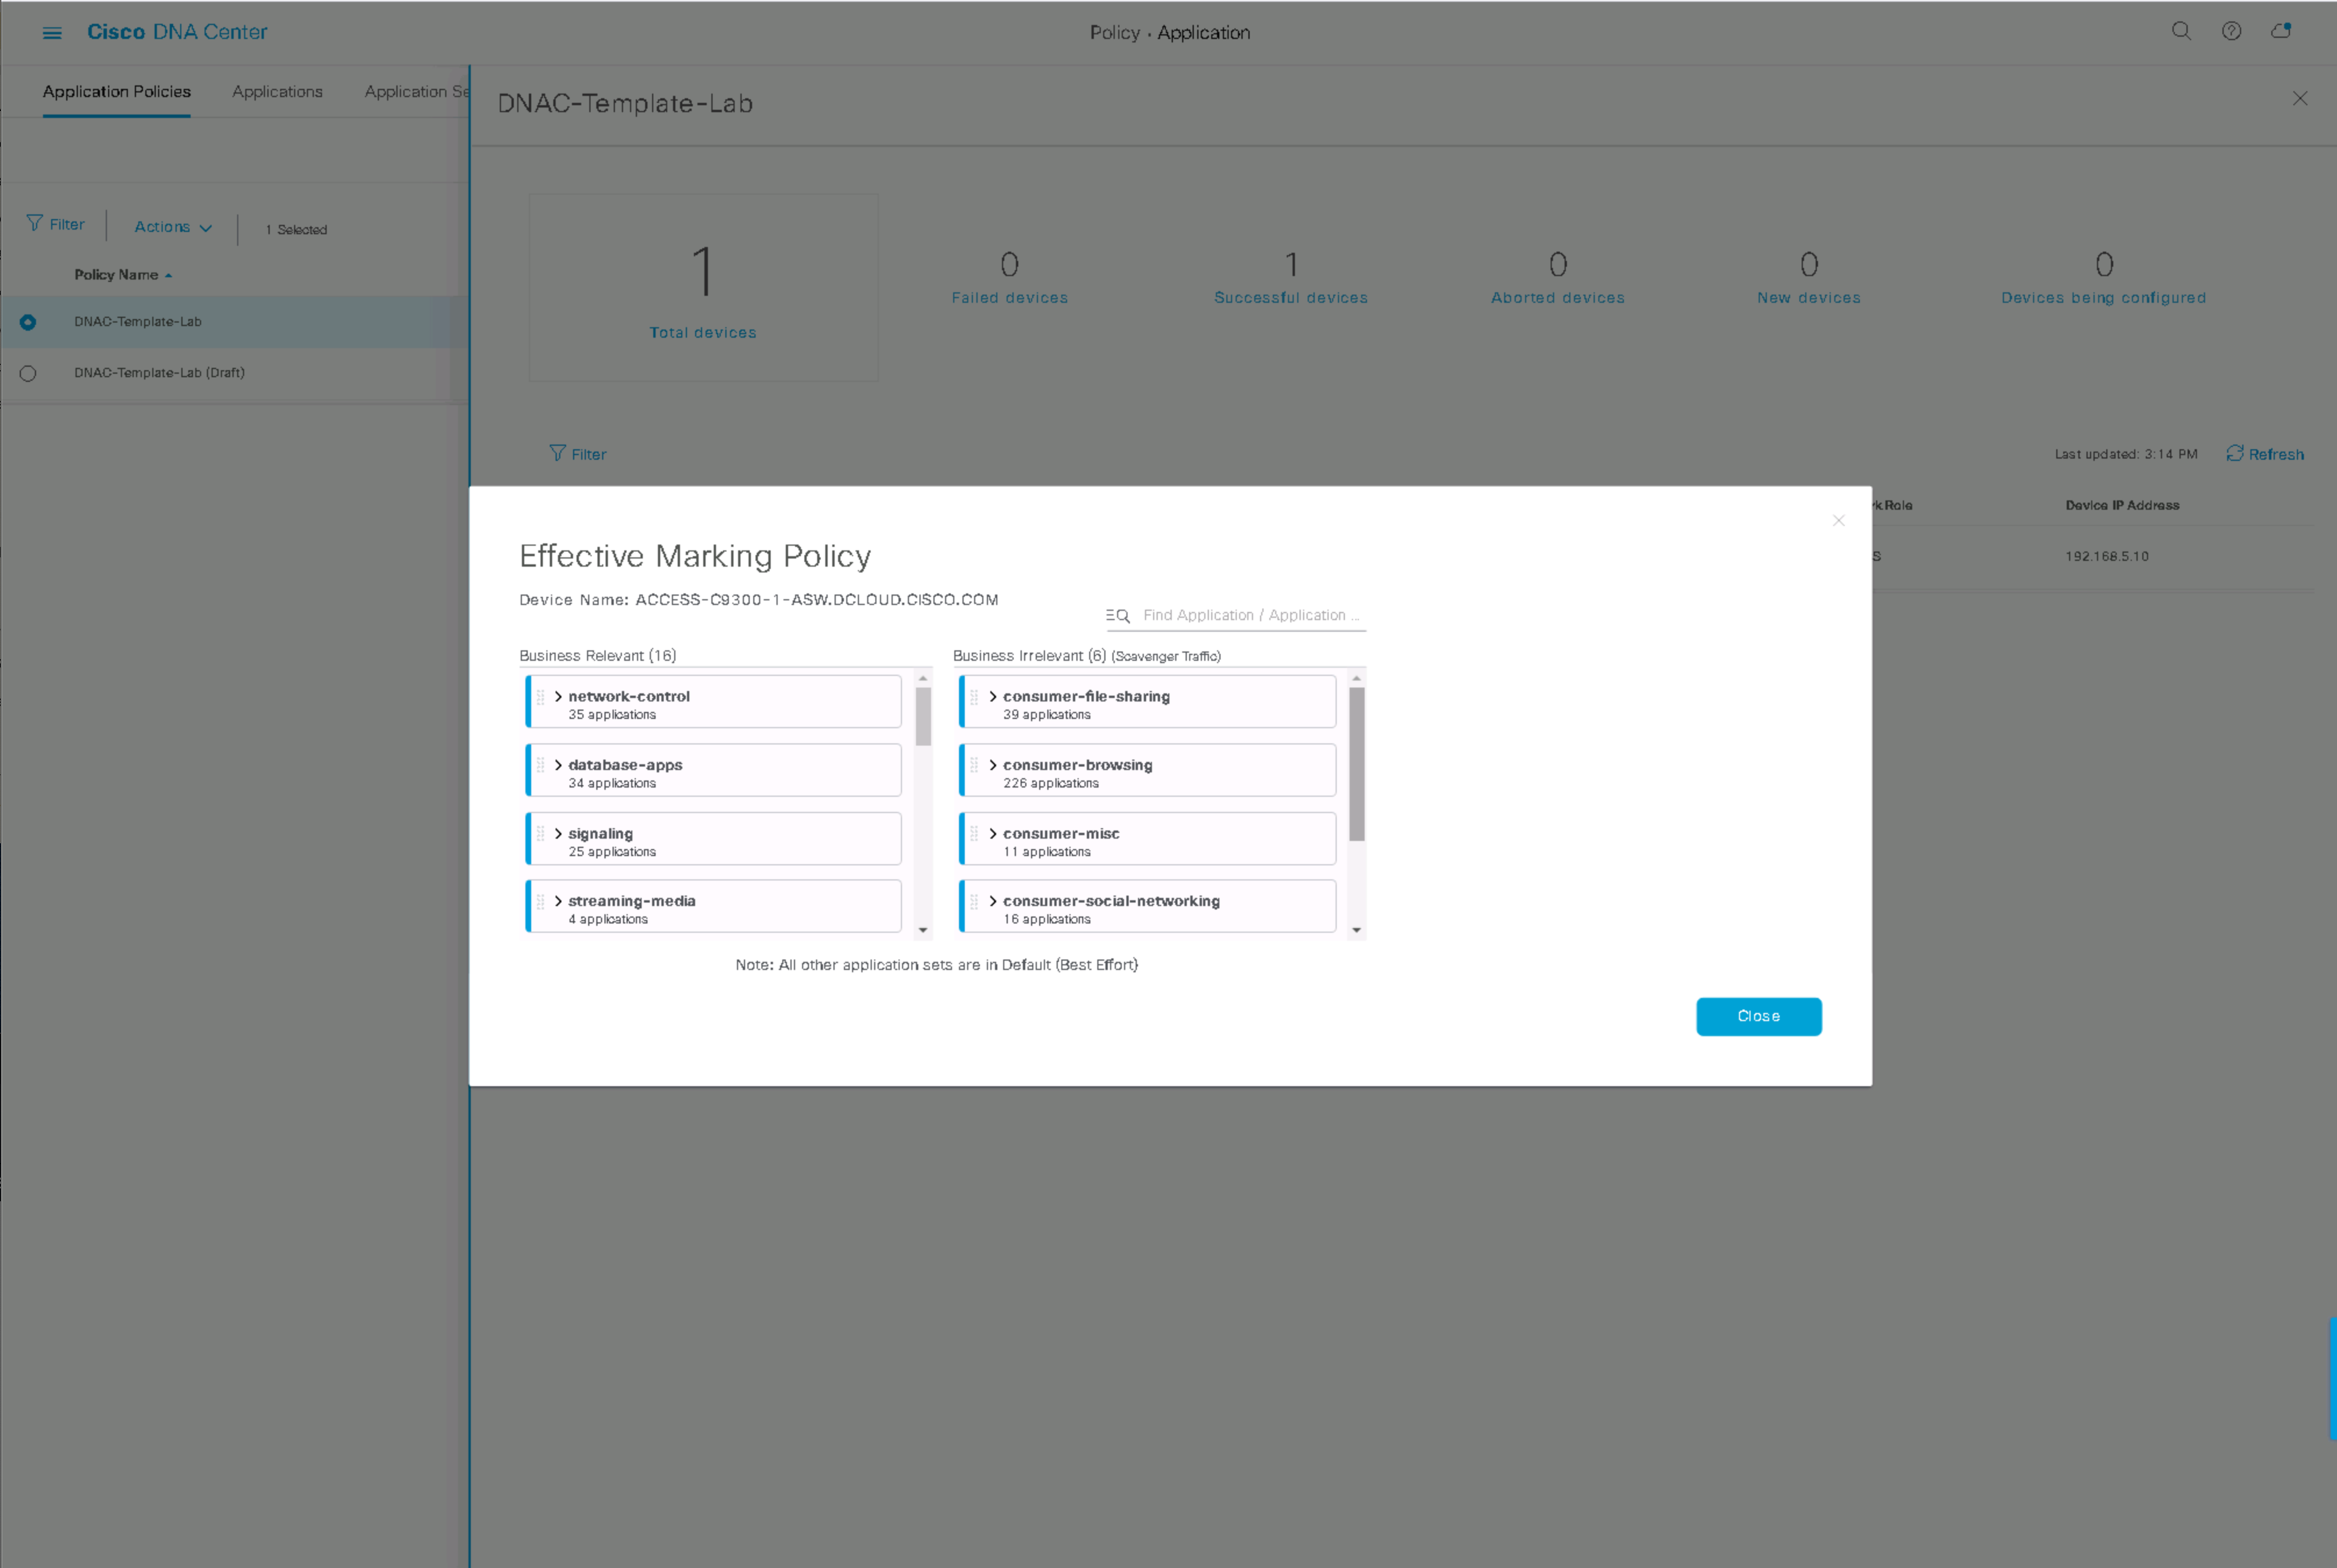 Cisco DNA Center
Policy · Application
Application Policies
Applications
Application Se
DNAC-Template-Lab
Filter
Actions
1 Selected
Policy Name
DNAC-Template-Lab
DNAC-Template-Lab (Draft)
1
Total devices
0
Failed devices
1
Successful devices
0
Aborted devices
0
New devices
0
Devices being configured
Filter
Last updated: 3:14 PM
Refresh
k Role
Device IP Address
S
192.168.5.10
Effective Marking Policy
Device Name: ACCESS-C9300-1-ASW.DCLOUD.CISCO.COM
Find Application / Application ...
Business Relevant (16)
network-control
35 applications
database-apps
34 applications
signaling
25 applications
streaming-media
4 applications
Business Irrelevant (6) (Scavenger Traffic)
consumer-file-sharing
39 applications
consumer-browsing
226 applications
consumer-misc
11 applications
consumer-social-networking
16 applications
Note: All other application sets are in Default (Best Effort)
Close